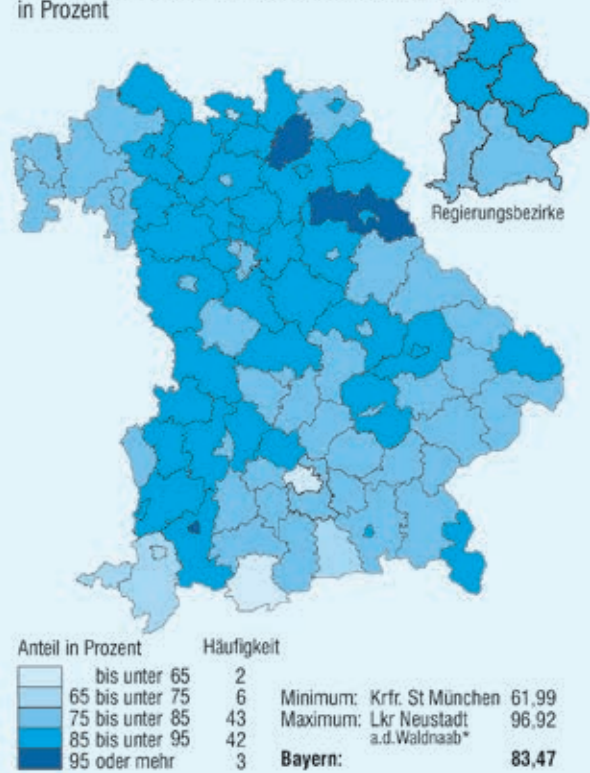 in Prozent
Regierungsbezirke
Anteil in Prozent Häufigkeit
bis unter 65 2
65 bis unter 75 6
75 bis unter 85 43
85 bis unter 95 42
95 oder mehr 3
Minimum: Krfr. St München 61,99
Maximum: Lkr Neustadt 96,92
a.d.Waldnaab*
Bayern: 83,47